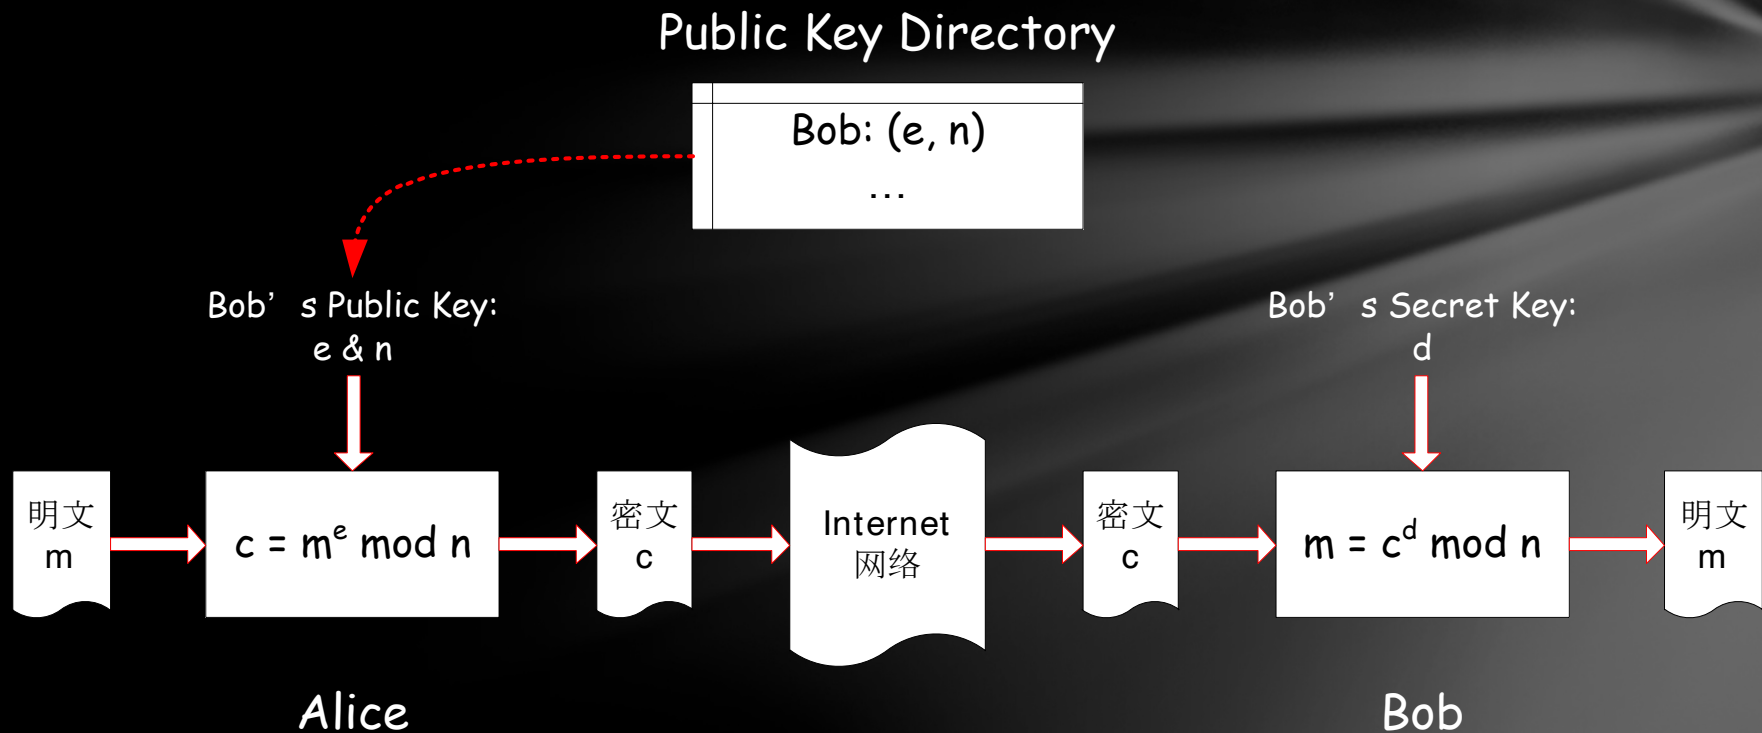 Public Key Directory
Bob: (e, n)
…
Bob’s Public Key:
e & n
Bob’s Secret Key:
d
明文
m
c = mᵉ mod n
密文
c
Internet
网络
密文
c
m = cᵈ mod n
明文
m
Alice
Bob